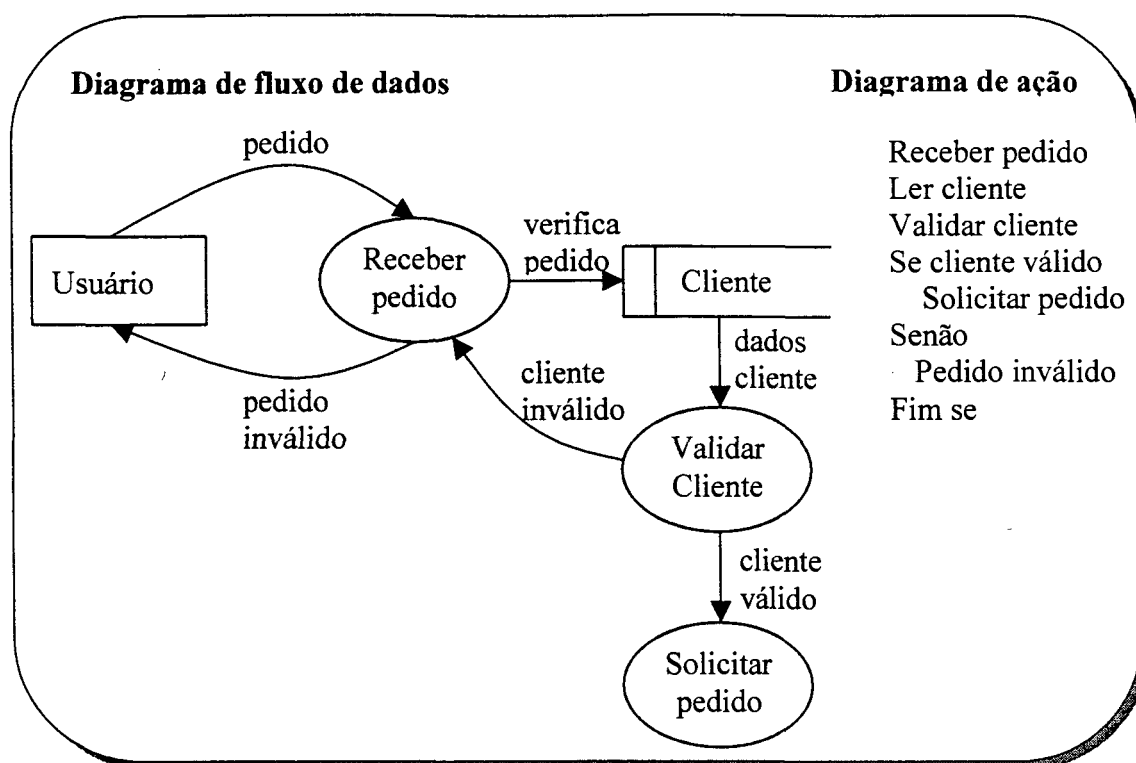 Diagrama de fluxo de dados
pedido
Usuário
Receber
pedido
verifica
pedido
Cliente
pedido
inválido
cliente
inválido
dados
cliente
Validar
Cliente
cliente
válido
Solicitar
pedido
Diagrama de ação
Receber pedido
Ler cliente
Validar cliente
Se cliente válido
Solicitar pedido
Senão
Pedido inválido
Fim se